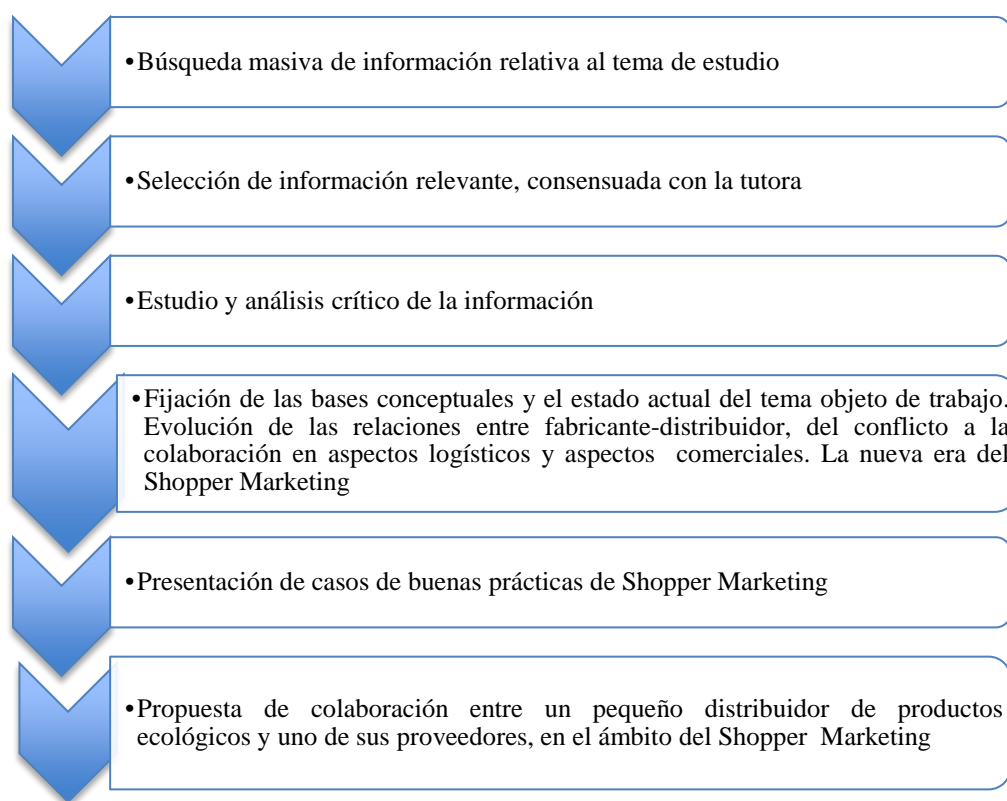 •Búsqueda masiva de información relativa al tema de estudio
•Selección de información relevante, consensuada con la tutora
•Estudio y análisis crítico de la información
•Fijación de las bases conceptuales y el estado actual del tema objeto de trabajo.
Evolución de las relaciones entre fabricante-distribuidor, del conflicto a la
colaboración en aspectos logísticos y aspectos comerciales. La nueva era del
Shopper Marketing
•Presentación de casos de buenas prácticas de Shopper Marketing
•Propuesta de colaboración entre un pequeño distribuidor de productos
ecológicos y uno de sus proveedores, en el ámbito del Shopper Marketing